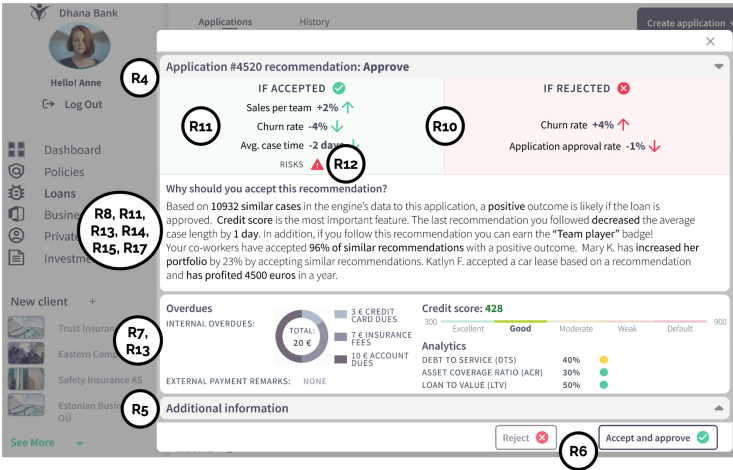 Dhana Bank
Applications
History
Create application
Hello! Anne
Log Out
Dashboard
Policies
Loans
Busine
Private
Investme
New client +
Trust Insuran
Eastern Comp
Safety Insurance AS
Estonian Busin
OÜ
See More
R4
Application #4520 recommendation: Approve
IF ACCEPTED
Sales per team +2%
Churn rate -4%
Avg. case time -2 days
RISKS
R11
R12
R10
IF REJECTED
Churn rate +4%
Application approval rate -1%
R8, R11,
R13, R14,
R15, R17
Why should you accept this recommendation?
Based on 10932 similar cases in the engine's data to this application, a positive outcome is likely if the loan is
approved. Credit score is the most important feature. The last recommendation you followed decreased the average
case length by 1 day. In addition, if you follow this recommendation you can earn the "Team player" badge!
Your co-workers have accepted 96% of similar recommendations with a positive outcome. Mary K. has increased her
portfolio by 23% by accepting similar recommendations. Katlyn F. accepted a car lease based on a recommendation
and has profited 4500 euros in a year.
R7,
R13
Overdues
INTERNAL OVERDUES:
TOTAL:
20 €
3 € CREDIT
CARD DUES
7 € INSURANCE
FEES
10 € ACCOUNT
DUES
EXTERNAL PAYMENT REMARKS: NONE
Credit score: 428
300
900
Excellent Good Moderate Weak Default
Analytics
DEBT TO SERVICE (DTS) 40%
ASSET COVERAGE RATIO (ACR) 30%
LOAN TO VALUE (LTV) 50%
R5
Additional information
Reject
R6
Accept and approve